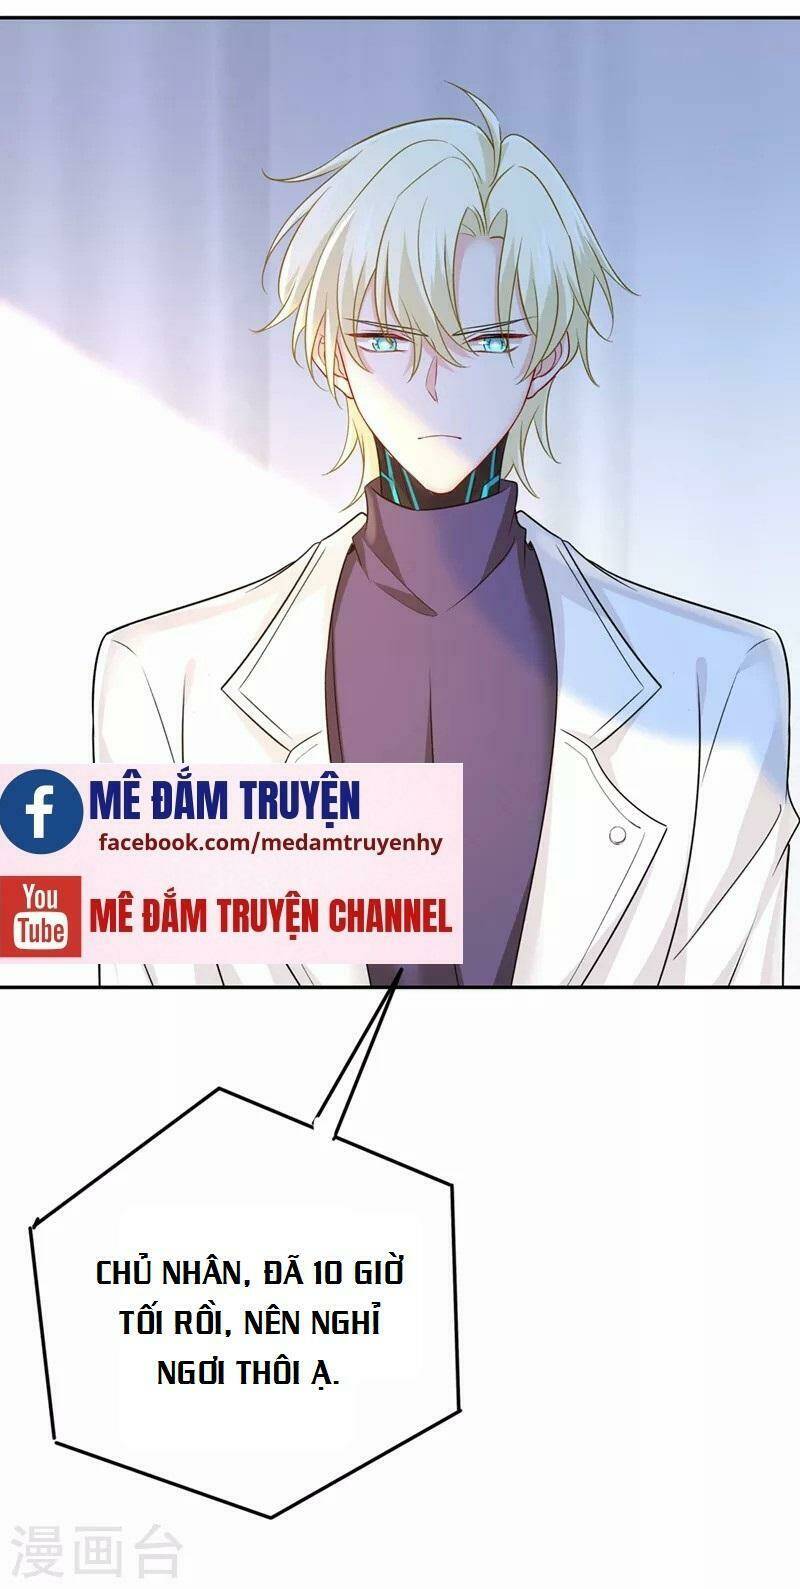 MÊ ĐẮM TRUYỆN
facebook.com/medamtruyenhy
You
Tube
MÊ ĐẮM TRUYỆN CHANNEL
CHỦ NHÂN, ĐÃ 10 GIỜ
TỐI RỒI, NÊN NGHỈ
NGƠI THÔI Ạ.
漫画台